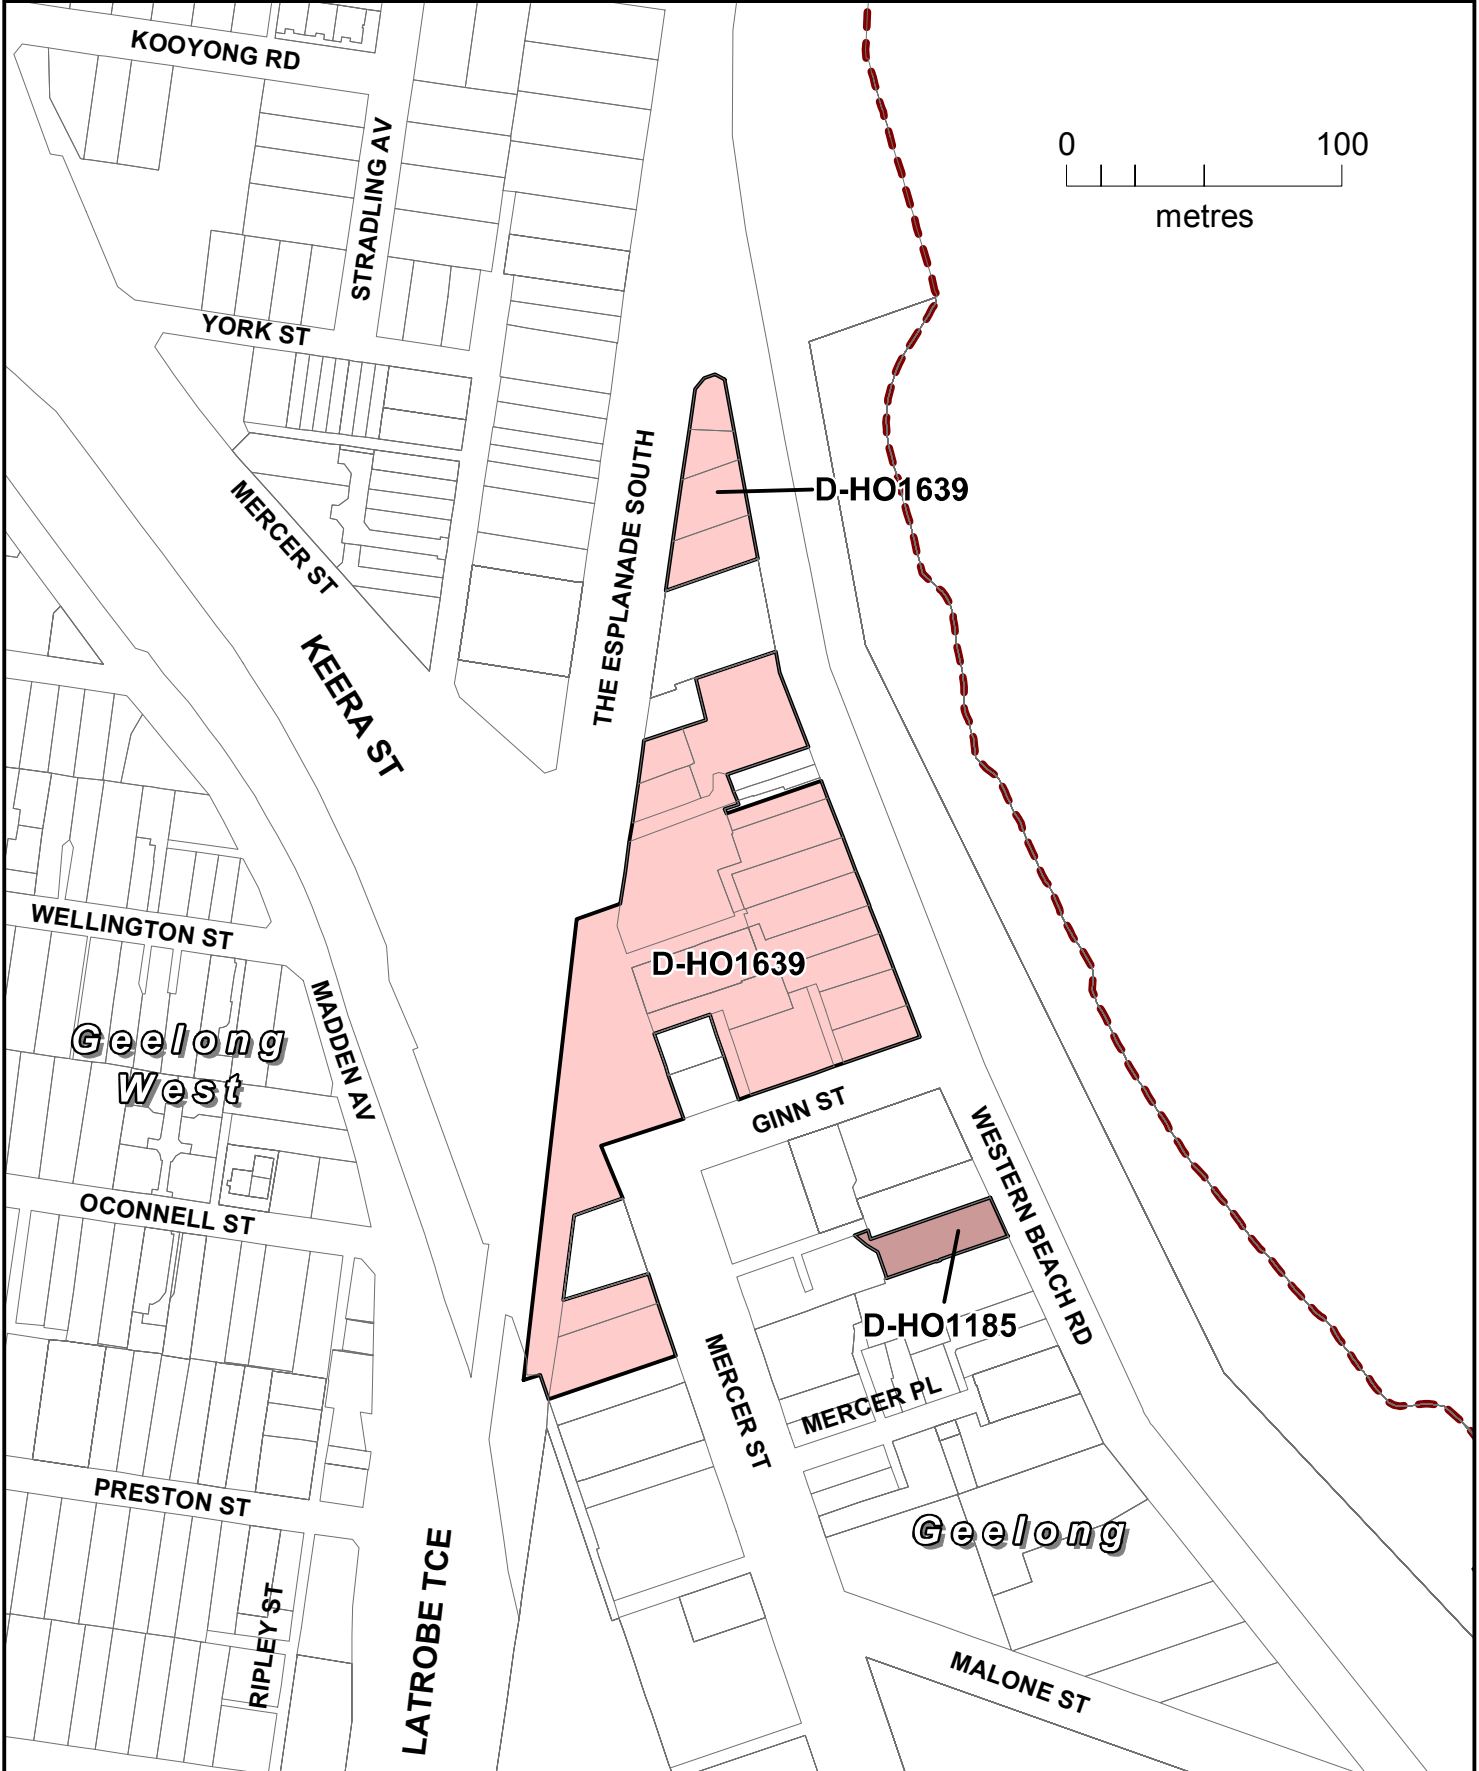 KOOYONG RD
0 100
metres
STRADLING AV
YORK ST
D-HO1639
MERCER ST
THE ESPLANADE SOUTH
KEERA ST
WELLINGTON ST
D-HO1639
MADDEN AV
Geelong
West
GINN ST
WESTERN BEACH RD
OCONNELL ST
D-HO1185
MERCER ST
MERCER PL
PRESTON ST
Geelong
LATROBE TCE
RIPLEY ST
MALONE ST